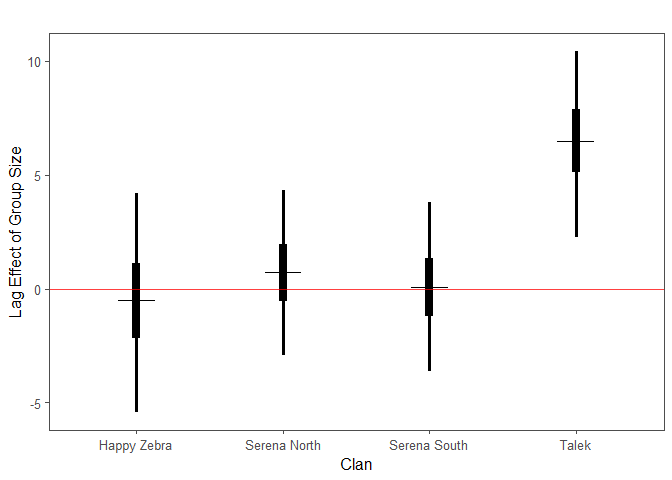 Lag Effect of Group Size
10
5
0
-5
Happy Zebra
Serena North
Serena South
Talek
Clan